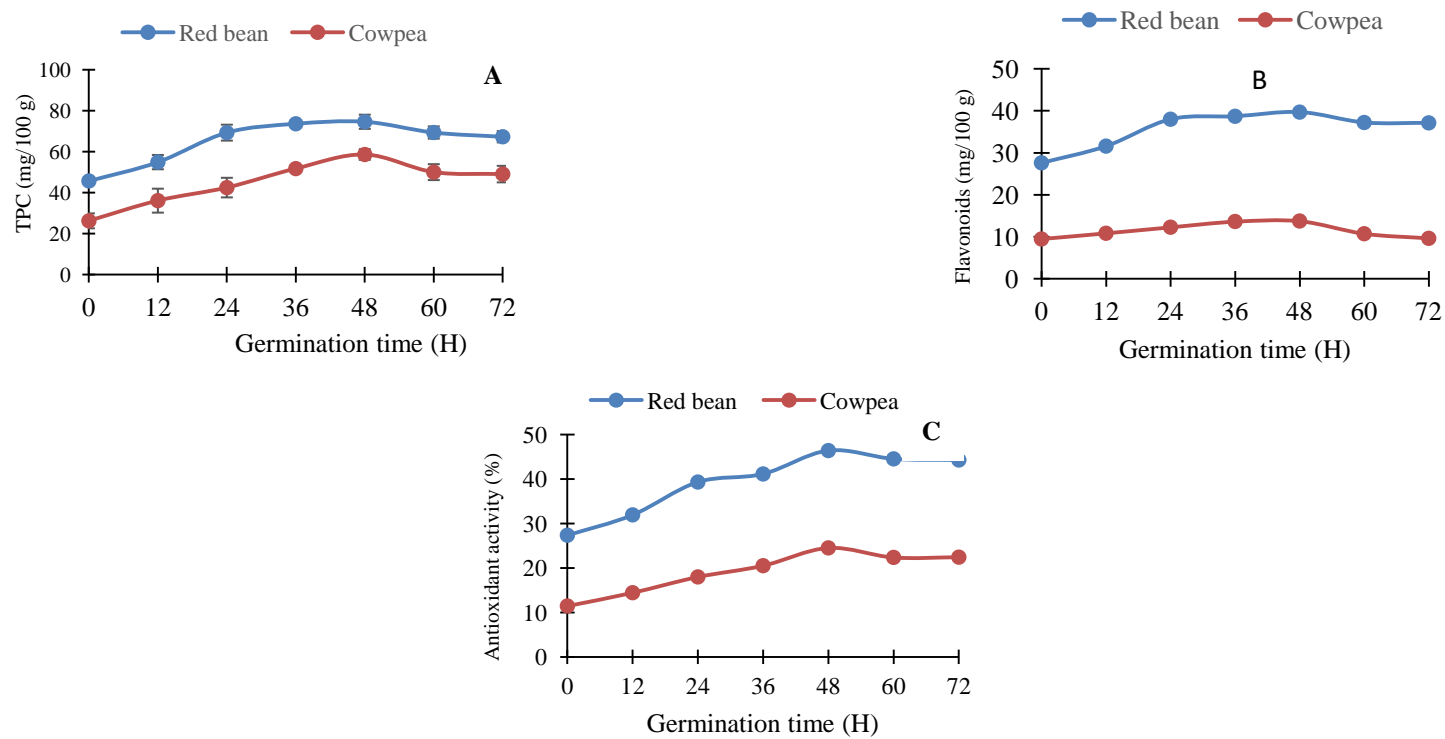 Red bean Cowpea
A
TPC (mg/100 g)
100
80
60
40
20
0
0 12 24 36 48 60 72
Germination time (H)
Red bean Cowpea
B
Flavonoids (mg/100 g)
50
40
30
20
10
0
0 12 24 36 48 60 72
Germination time (H)
Red bean Cowpea
C
Antioxidant activity (%)
50
40
30
20
10
0
0 12 24 36 48 60 72
Germination time (H)